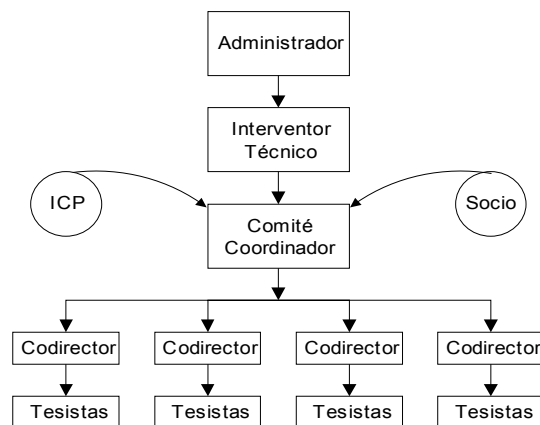 Administrador
Interventor
Técnico
ICP
Socio
Comité
Coordinador
Codirector
Codirector
Codirector
Codirector
Tesistas
Tesistas
Tesistas
Tesistas